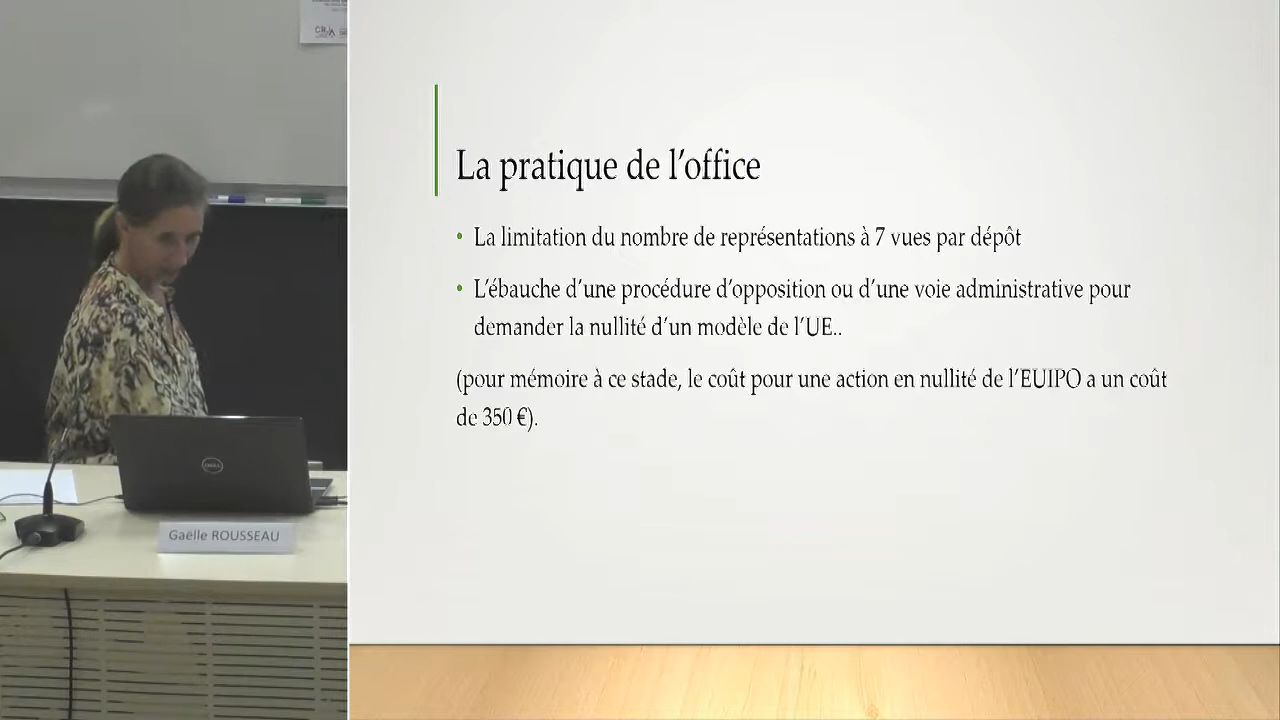 CRJA
La pratique de l'office
• La limitation du nombre de représentations à 7 vues par dépôt
• L'ébauche d'une procédure d'opposition ou d'une voie administrative pour
demander la nullité d'un modèle de l'UE..
(pour mémoire à ce stade, le coût pour une action en nullité de l'EUIPO a un coût
de 350 €).
DELL
Gaëlle ROUSSEAU